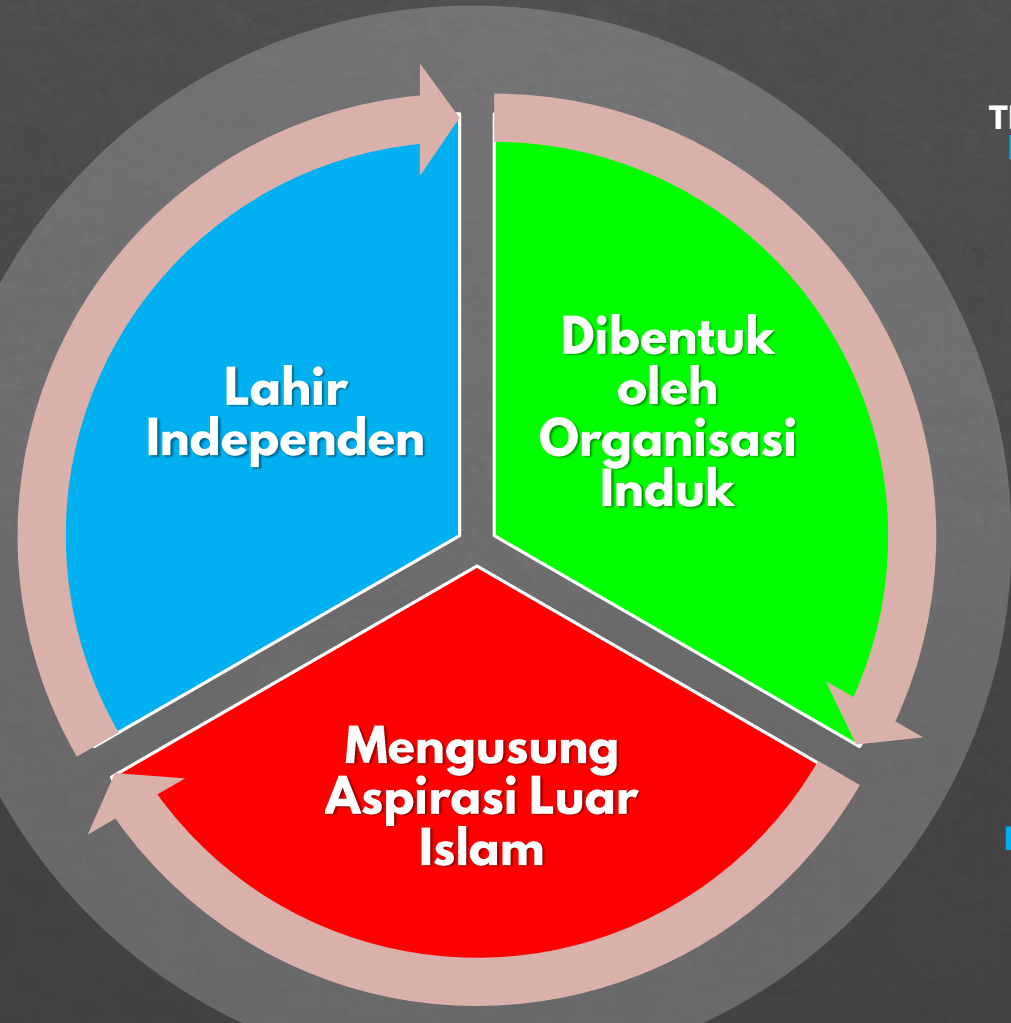 Lahir
Independen
Dibentuk
oleh
Organisasi
Induk
Mengusung
Aspirasi Luar
Islam